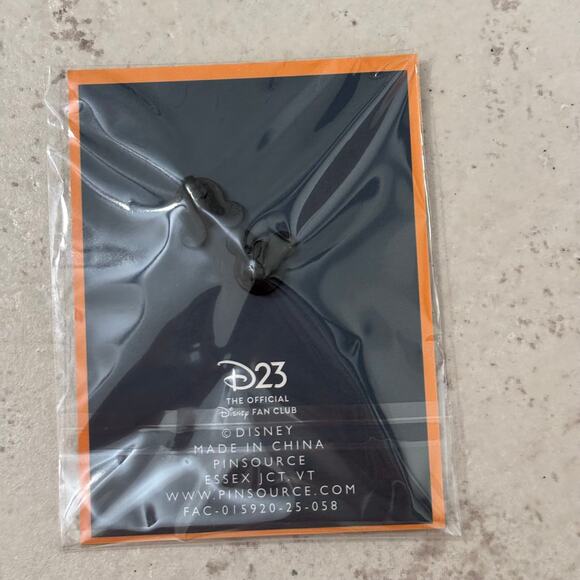 D23
THE OFFICIAL
Disney FAN CLUB
© DISNEY
MADE IN CHINA
PINSOURCE
ESSEX JCT, VT
WWW.PINSOURCE.COM
FAC-015920-25-058